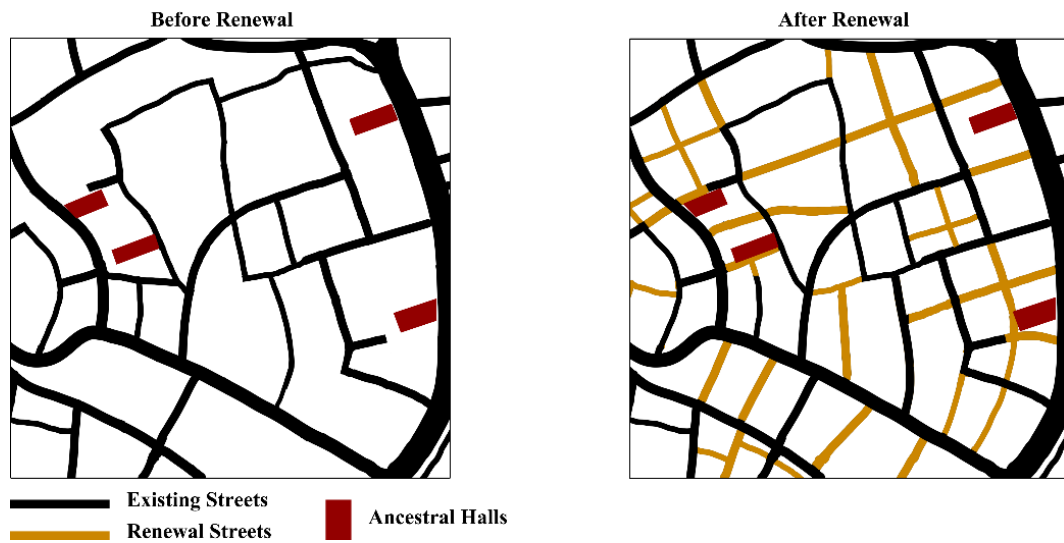 Before Renewal
After Renewal
Existing Streets
Renewal Streets
Ancestral Halls